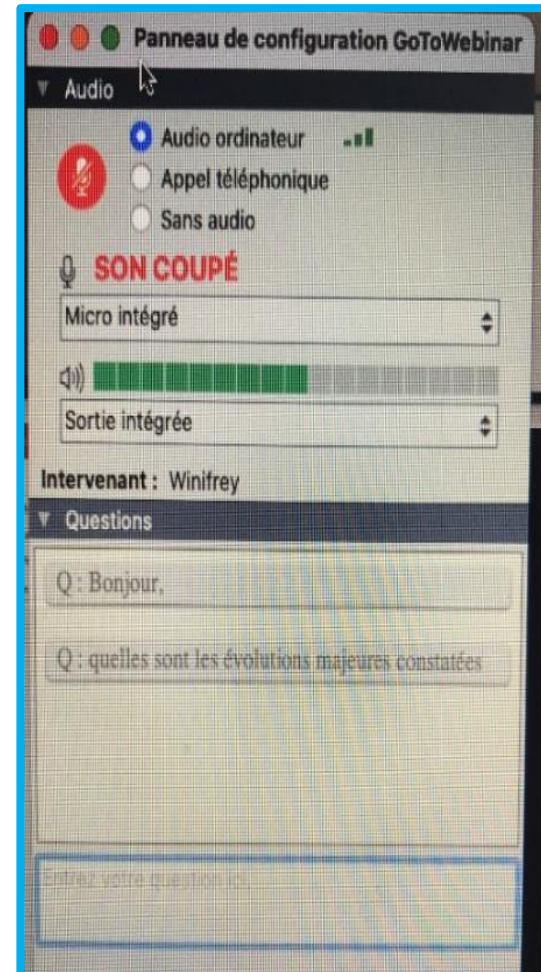 Panneau de configuration GoToWebinar
Audio
Audio ordinateur
Appel téléphonique
Sans audio
SON COUPÉ
Micro intégré
Sortie intégrée
Intervenant : Winifrey
Questions
Q : Bonjour,
Q : quelles sont les évolutions majeures constatées
Entrez votre question ici.